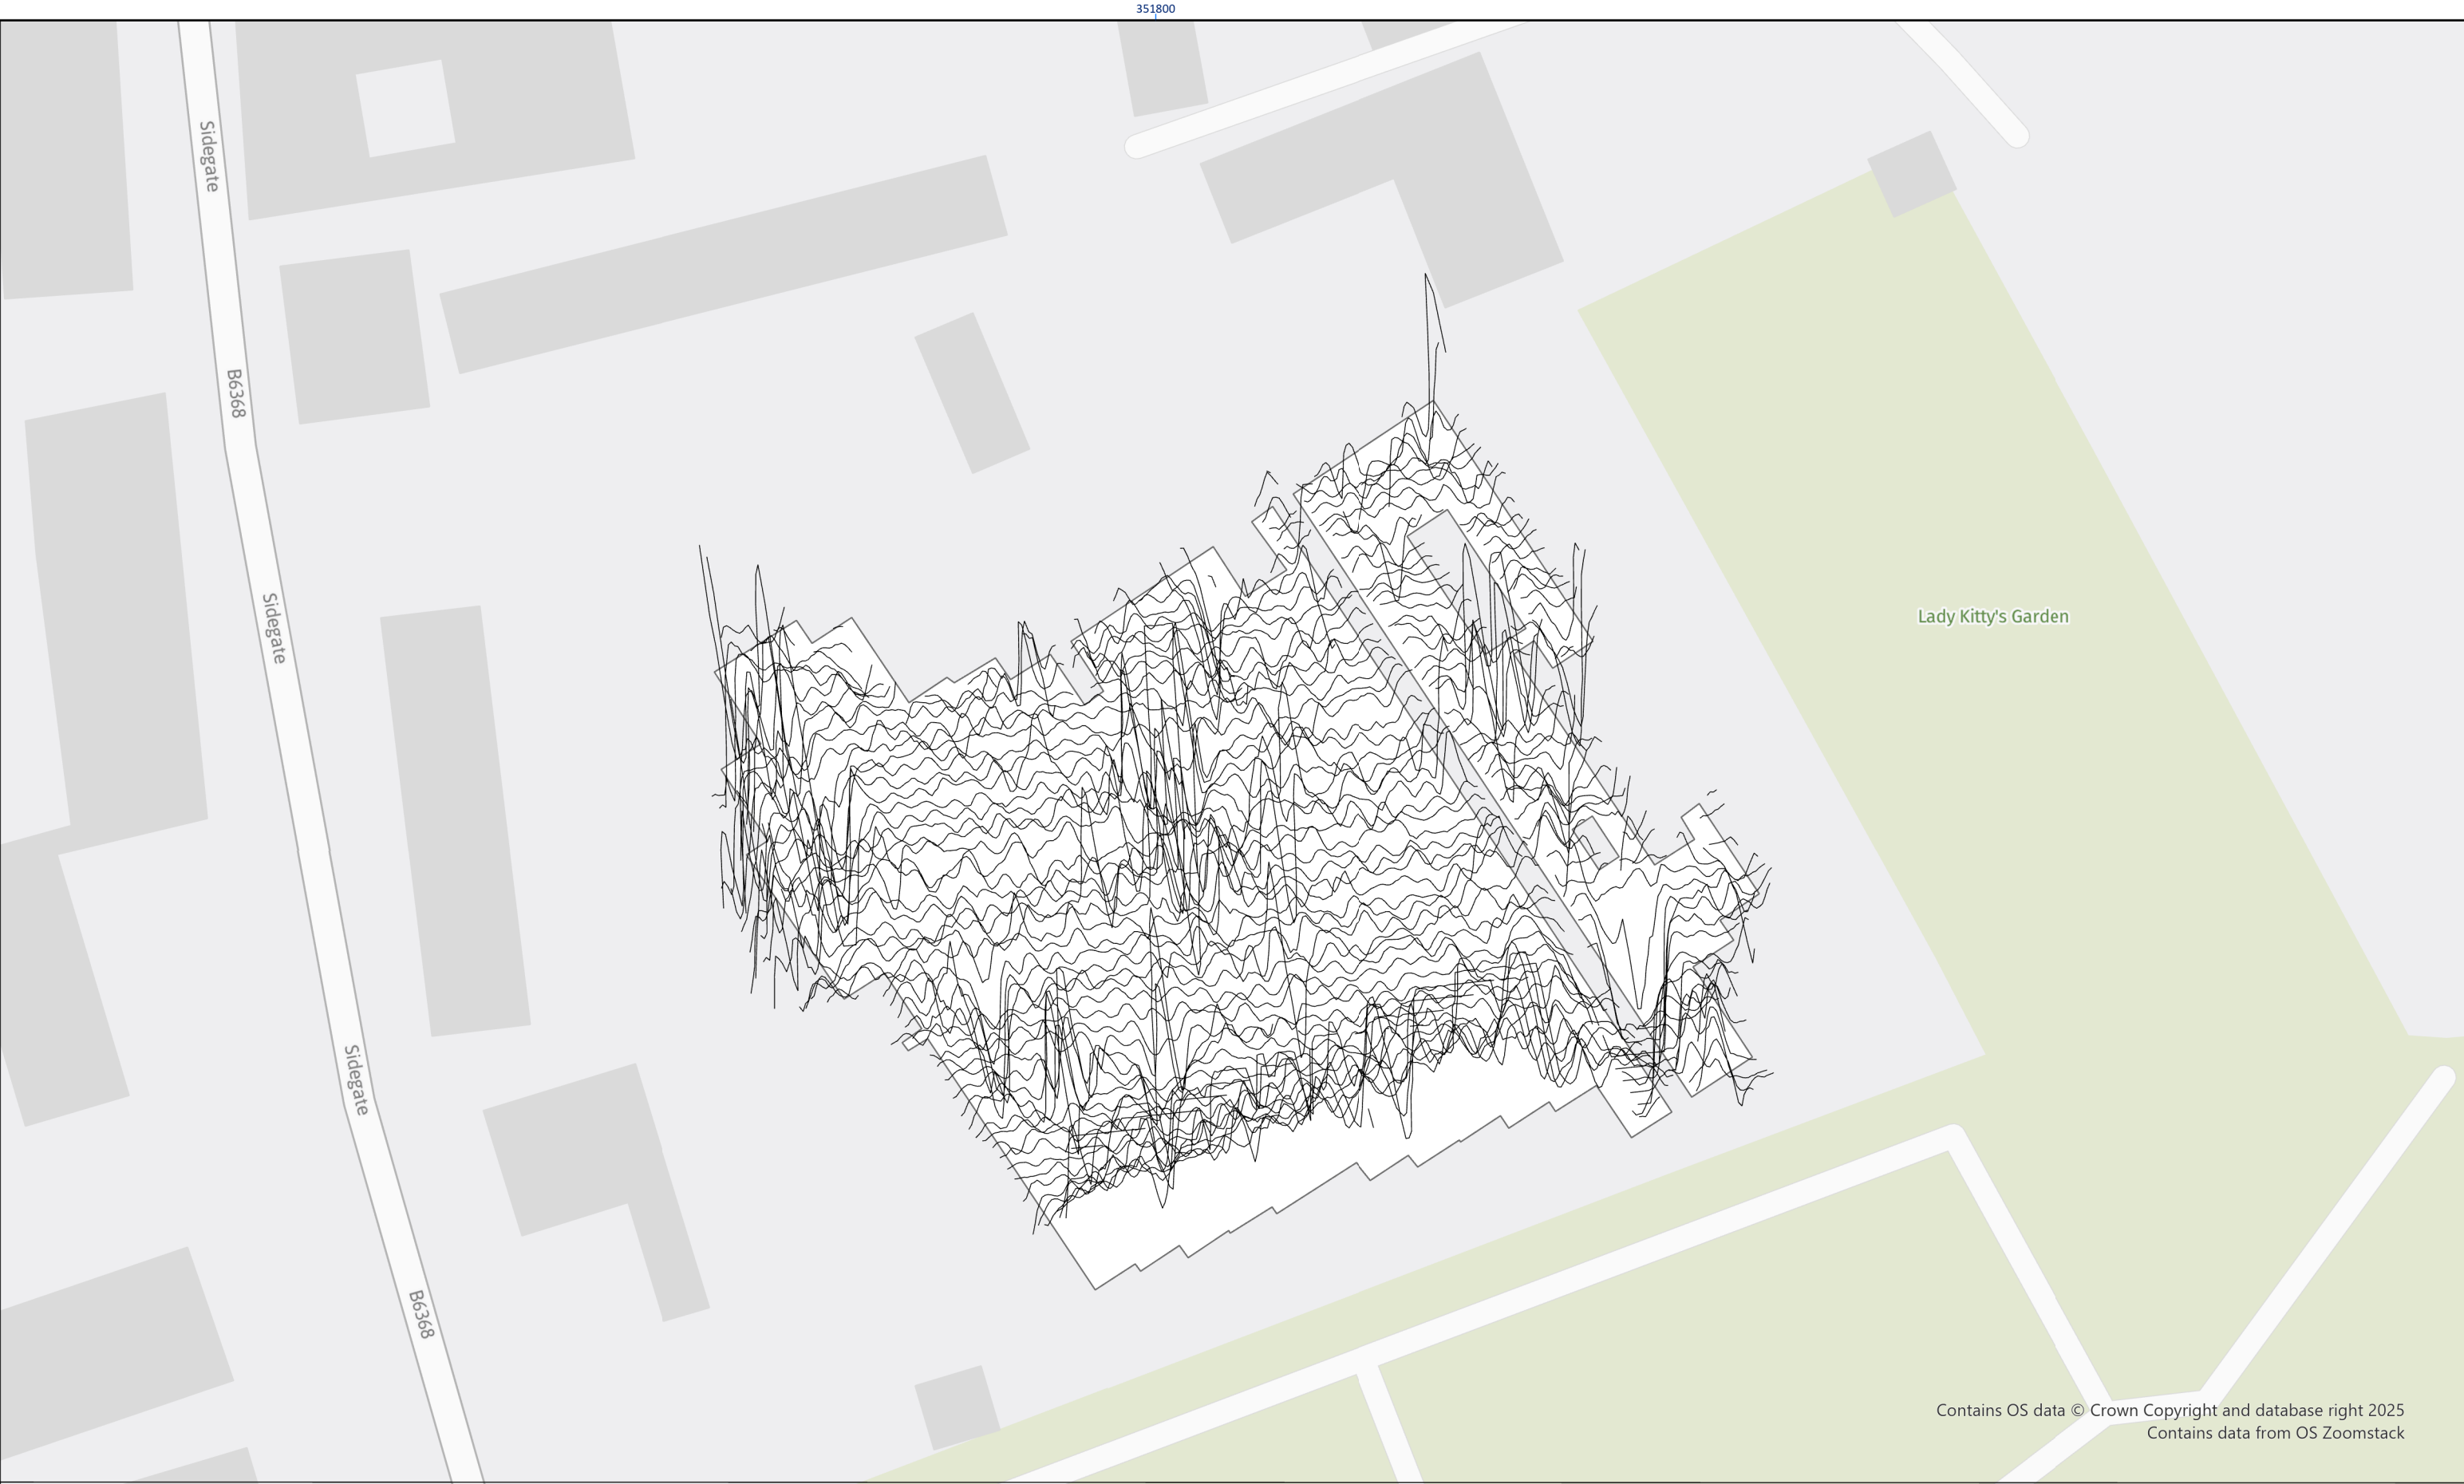 351800
Sidegate
B6368
Sidegate
Lady Kitty's Garden
Sidegate
B6368
Contains OS data © Crown Copyright and database right 2025
Contains data from OS Zoomstack